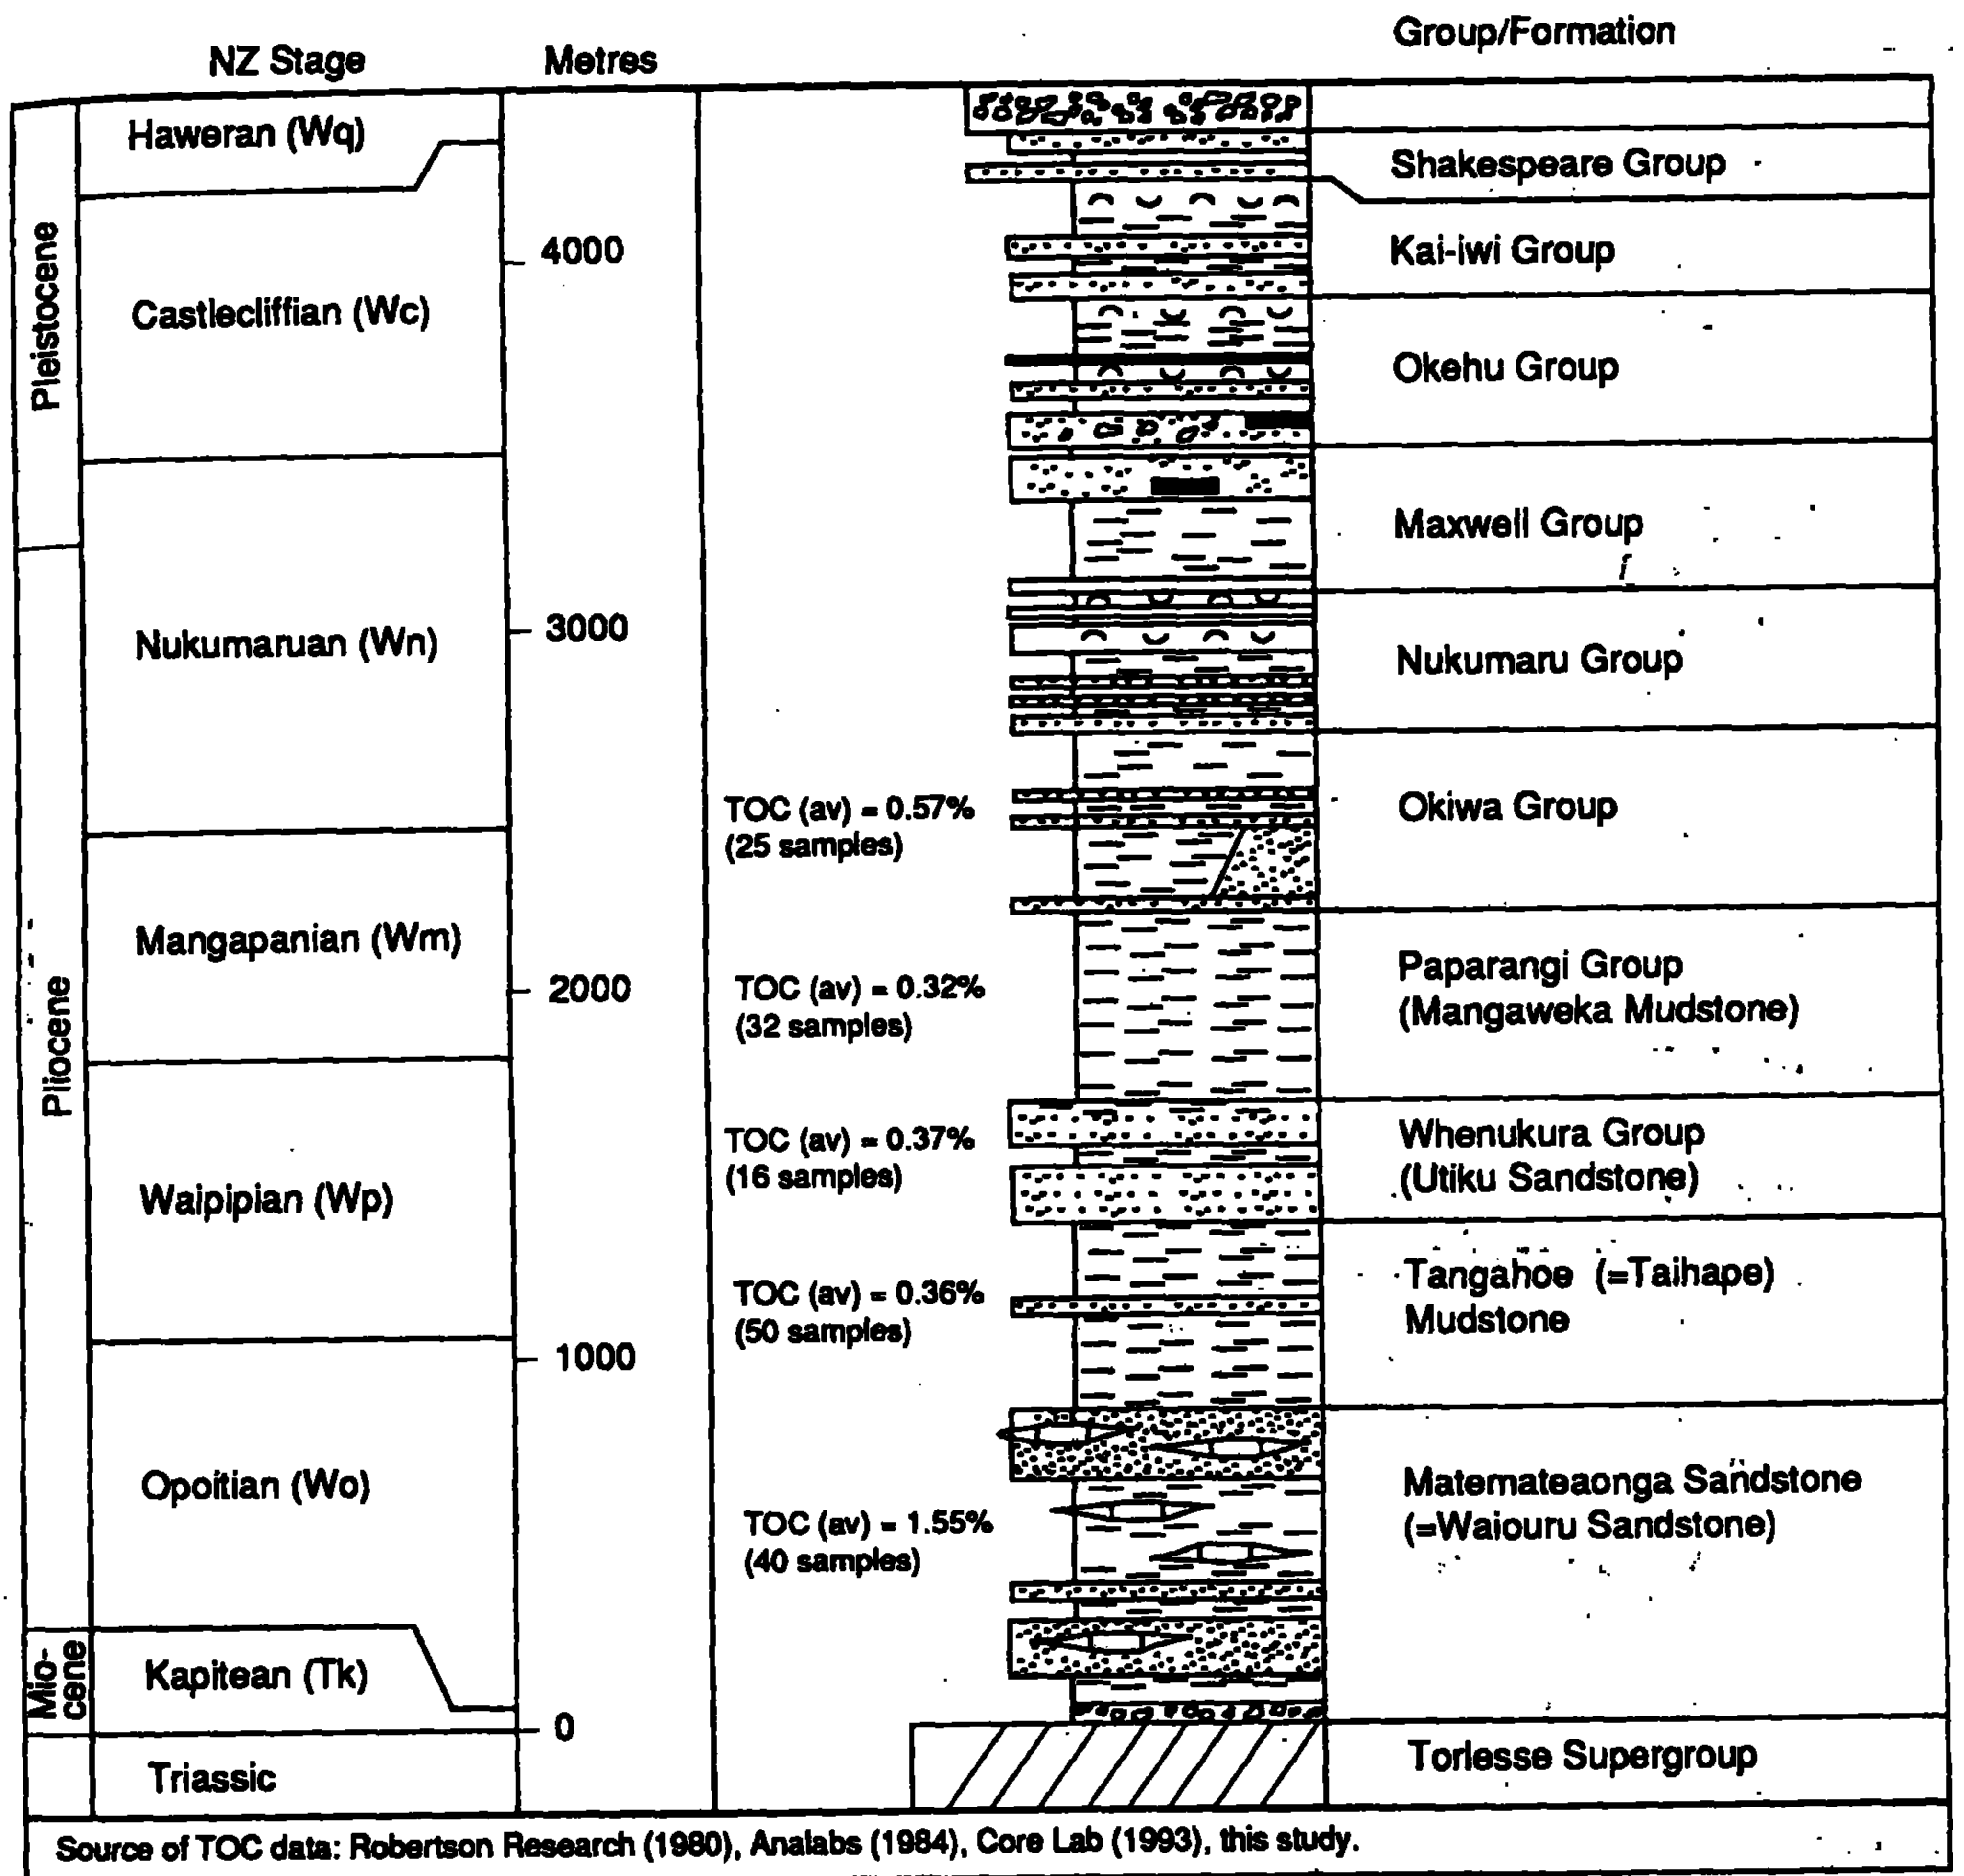 NZ Stage
Metres
Group/Formation
Pleistocene
Pliocene
Mio-
cene
Haweran (Wq)
Castlecliffian (Wc)
Nukumaruan (Wn)
Mangapanian (Wm)
Waipipian (Wp)
Opoitian (Wo)
Kapitean (Tk)
Triassic
4000
3000
2000
1000
0
TOC (av) = 0.57%
(25 samples)
TOC (av) = 0.32%
(32 samples)
TOC (av) = 0.37%
(16 samples)
TOC (av) = 0.36%
(50 samples)
TOC (av) = 1.55%
(40 samples)
Shakespeare Group
Kai-iwi Group
Okehu Group
Maxwell Group
Nukumaru Group
Okiwa Group
Paparangi Group
(Mangaweka Mudstone)
Whenukura Group
(Utiku Sandstone)
Tangahoe (=Taihape)
Mudstone
Matemateaonga Sandstone
(=Waiouru Sandstone)
Torlesse Supergroup
Source of TOC data: Robertson Research (1980), Analabs (1984), Core Lab (1993), this study.